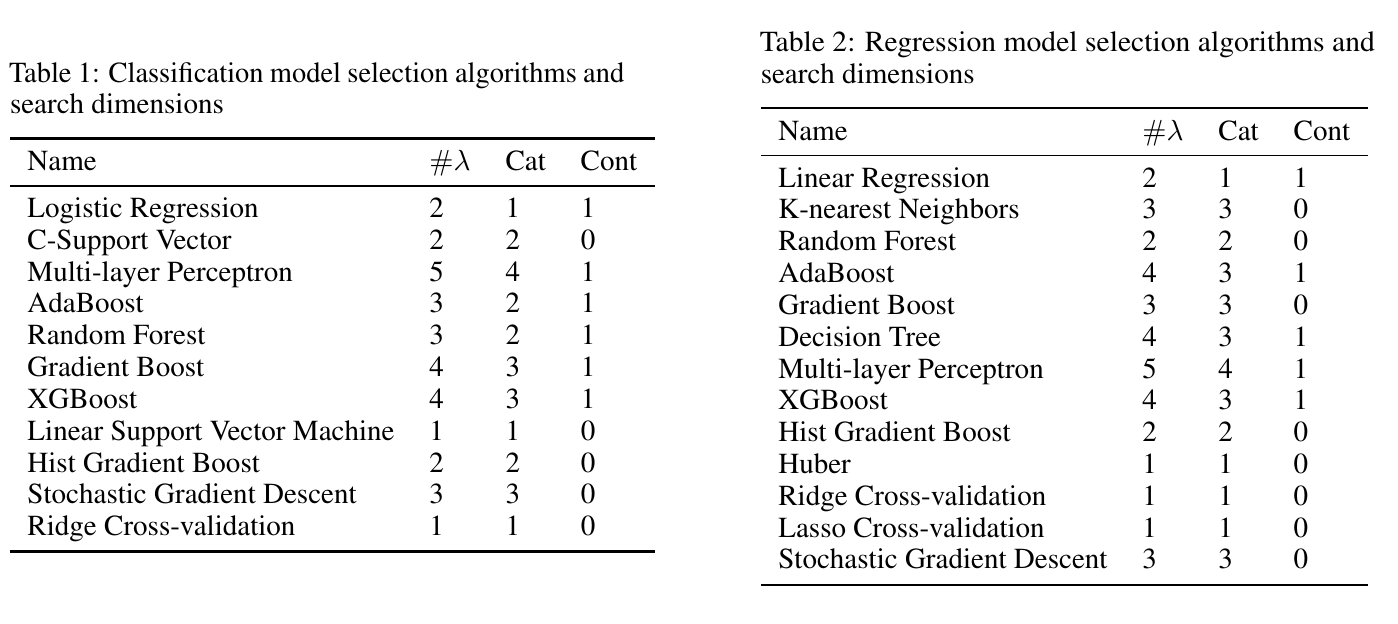 Table 1: Classification model selection algorithms and
search dimensions
Name #λ Cat Cont
Logistic Regression 2 1 1
C-Support Vector 2 2 0
Multi-layer Perceptron 5 4 1
AdaBoost 3 2 1
Random Forest 3 2 1
Gradient Boost 4 3 1
XGBoost 4 3 1
Linear Support Vector Machine 1 1 0
Hist Gradient Boost 2 2 0
Stochastic Gradient Descent 3 3 0
Ridge Cross-validation 1 1 0
Table 2: Regression model selection algorithms and
search dimensions
Name #λ Cat Cont
Linear Regression 2 1 1
K-nearest Neighbors 3 3 0
Random Forest 2 2 0
AdaBoost 4 3 1
Gradient Boost 3 3 0
Decision Tree 4 3 1
Multi-layer Perceptron 5 4 1
XGBoost 4 3 1
Hist Gradient Boost 2 2 0
Huber 1 1 0
Ridge Cross-validation 1 1 0
Lasso Cross-validation 1 1 0
Stochastic Gradient Descent 3 3 0